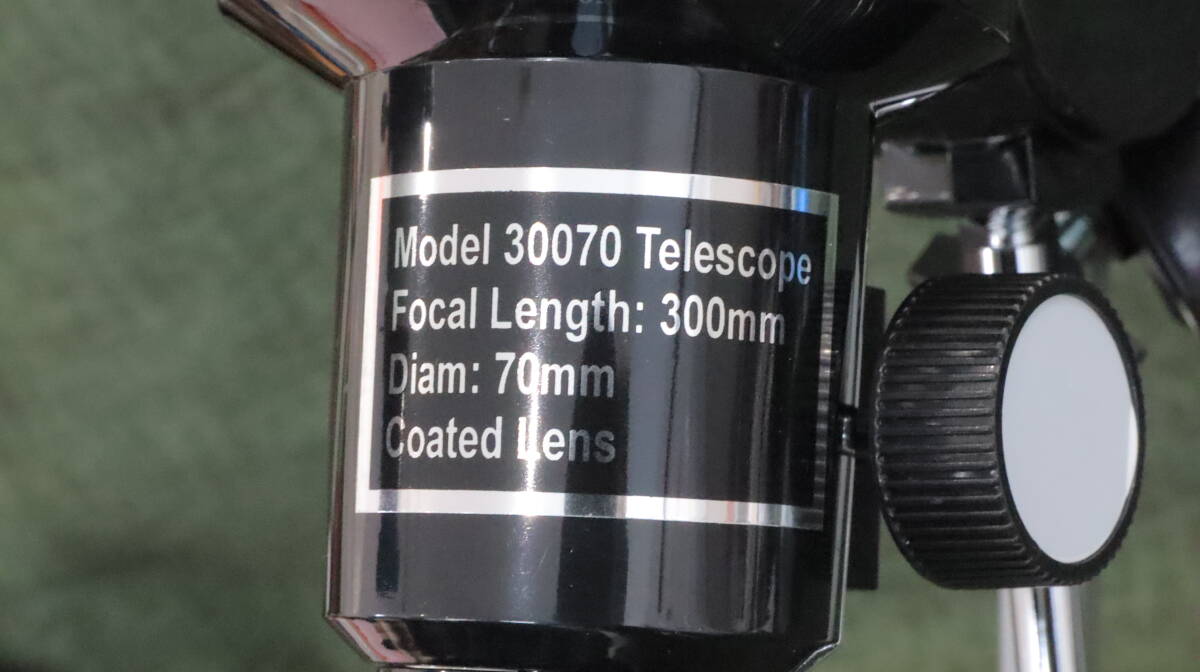 Model 30070 Telescope
Focal Length: 300mm
Diam: 70mm
Coated Lens